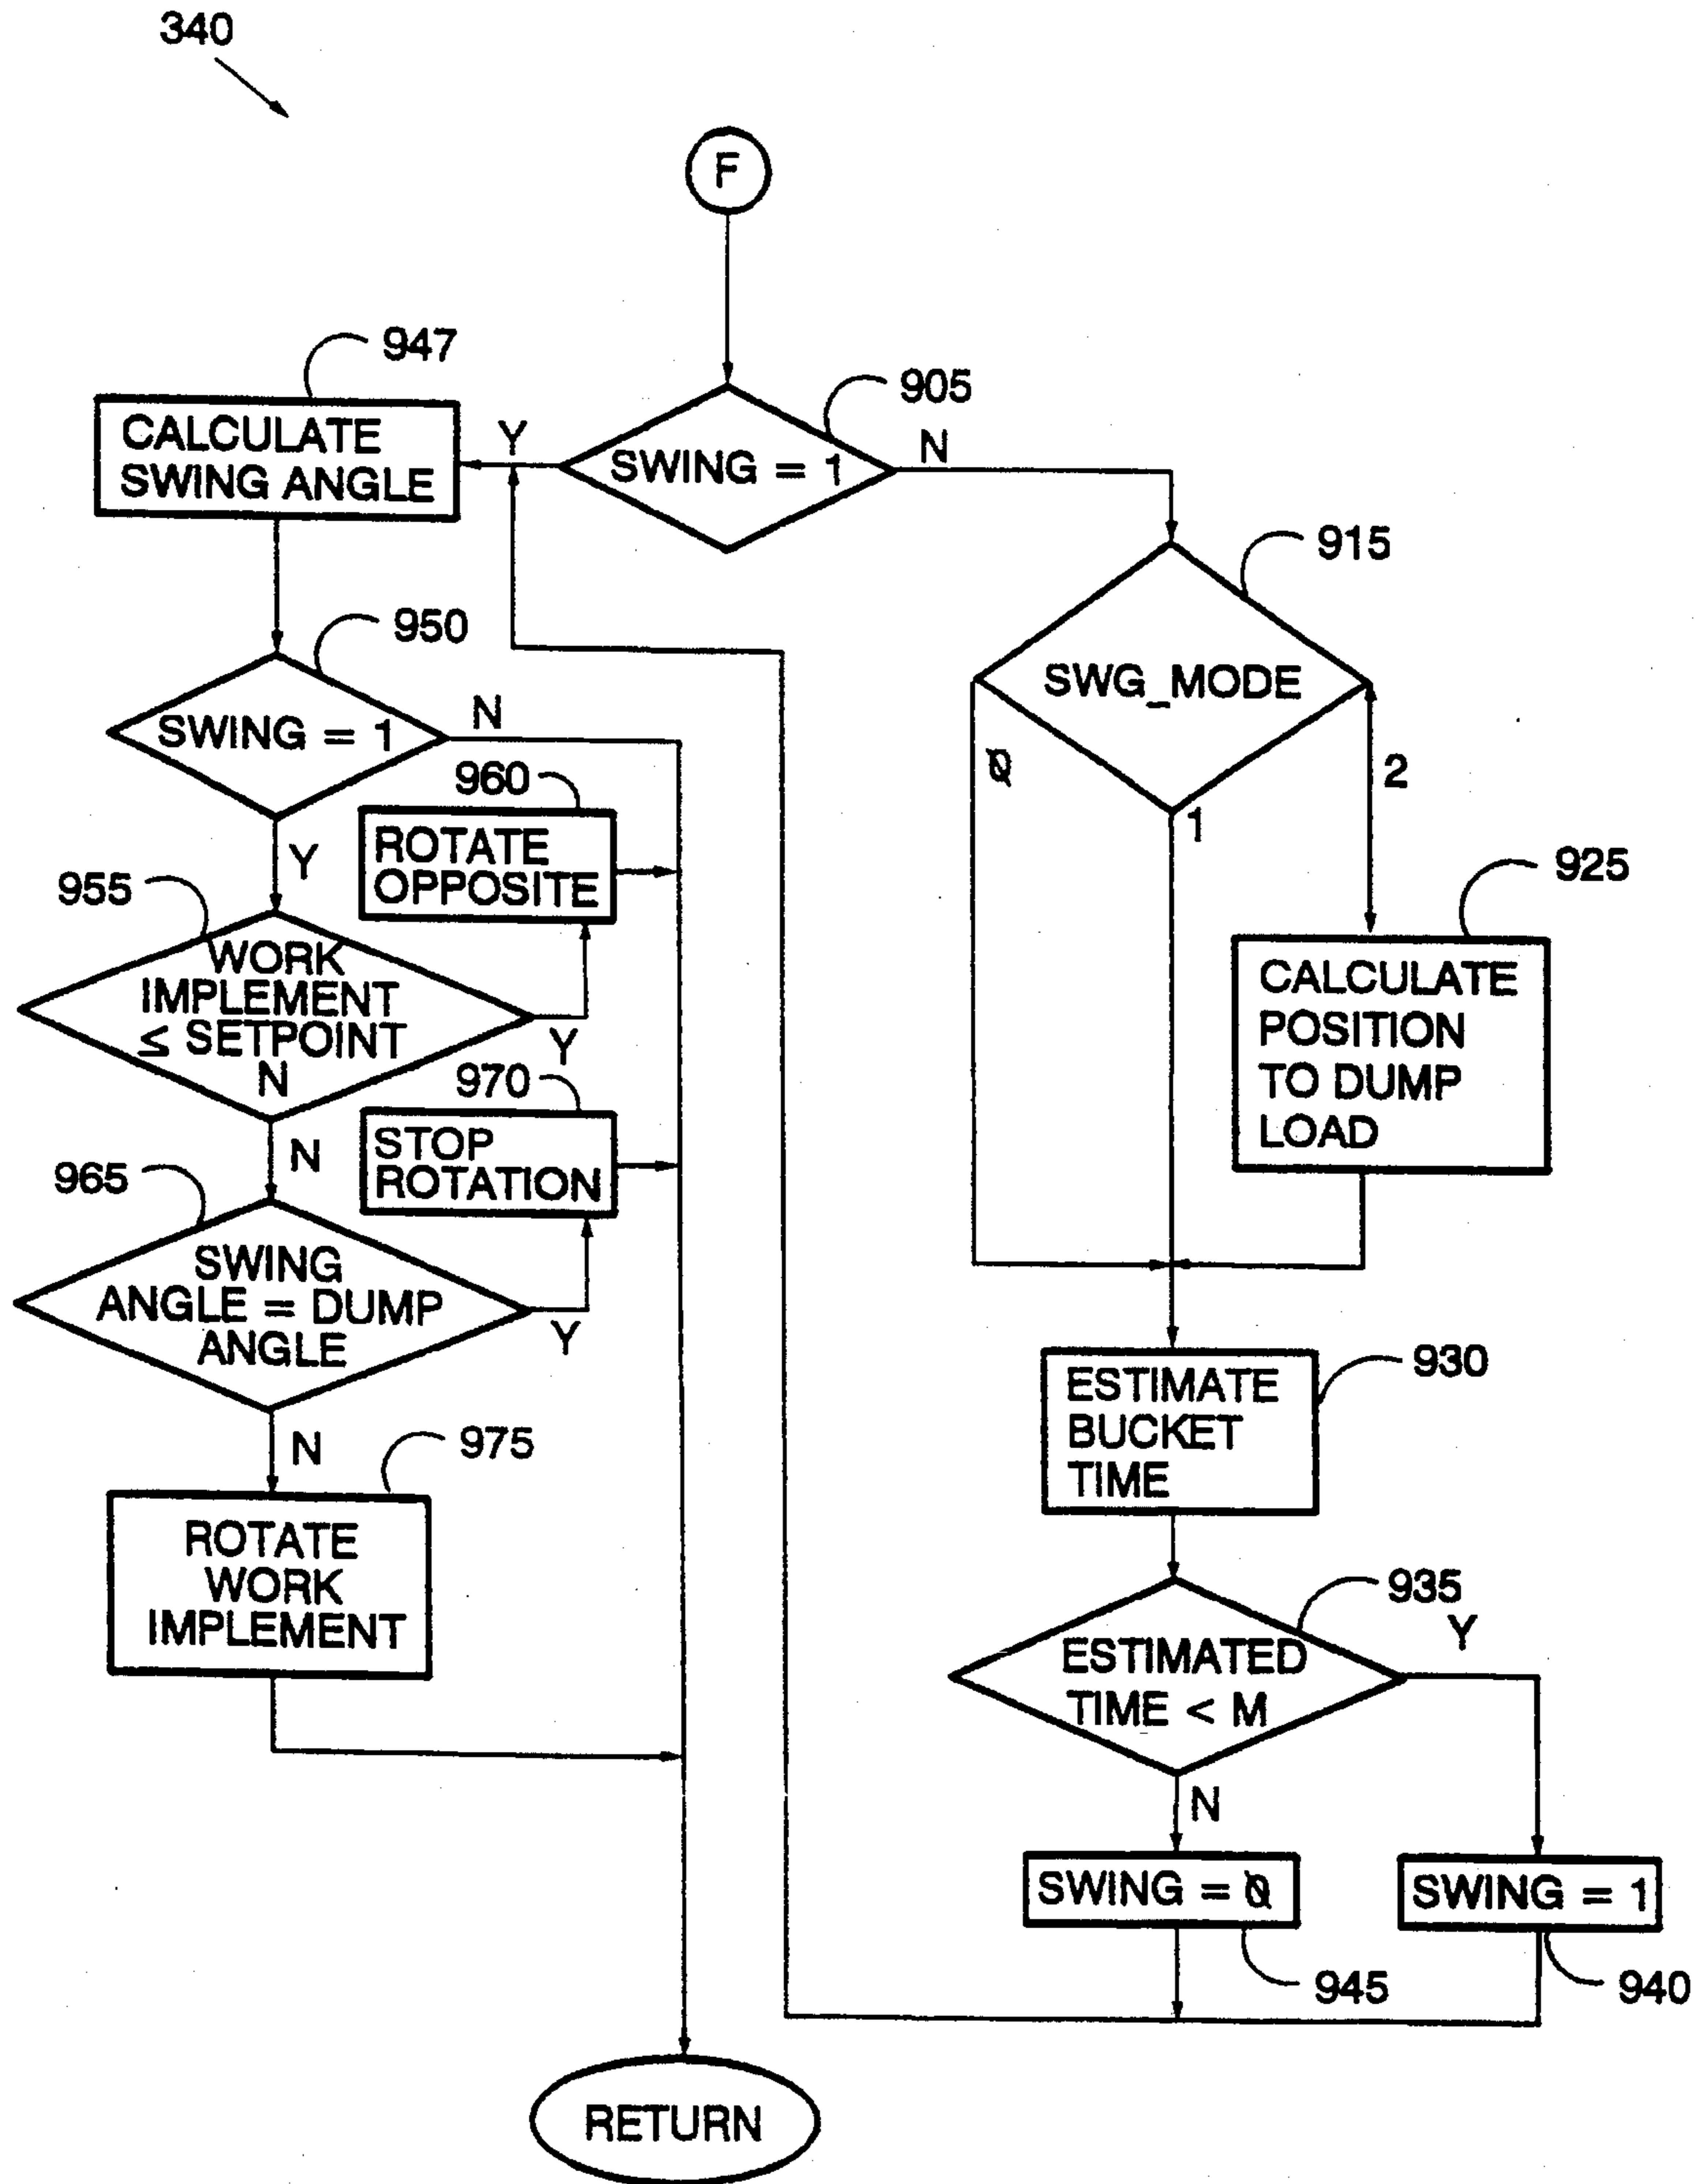 340
F
947
905
CALCULATE
SWING ANGLE
Y
SWING = 1
N
915
950
SWG_MODE
SWING = 1
N
0
1
2
960
ROTATE
OPPOSITE
Y
955
925
WORK
IMPLEMENT
≤ SETPOINT
N
Y
CALCULATE
POSITION
TO DUMP
LOAD
970
STOP
ROTATION
N
965
SWING
ANGLE = DUMP
ANGLE
Y
930
ESTIMATE
BUCKET
TIME
N
975
ROTATE
WORK
IMPLEMENT
935
Y
ESTIMATED
TIME < M
N
SWING = 0
SWING = 1
945
940
RETURN